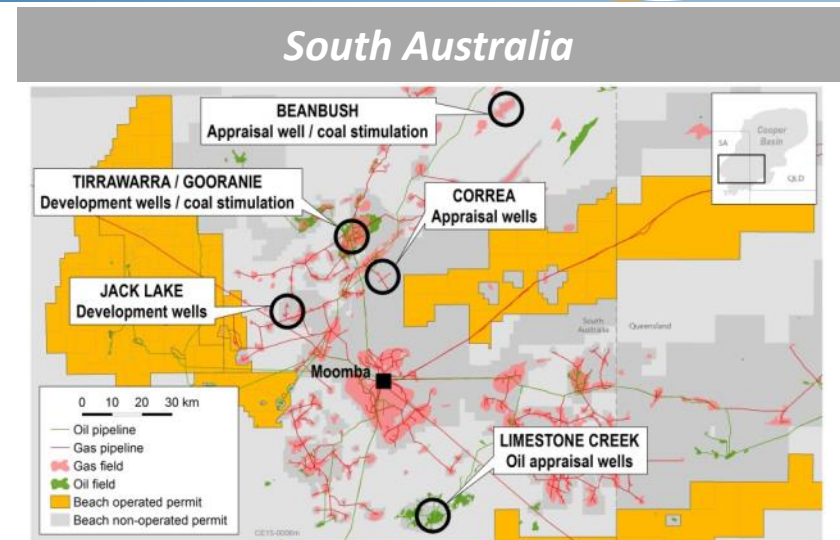 South Australia
BEANBUSH
Appraisal well / coal stimulation
Cooper
Basin
SA
QLD
TIRRAWARRA / GOORANIE
Development wells / coal stimulation
CORREA
Appraisal wells
JACK LAKE
Development wells
South
Australia
Queensland
Moomba
0 10 20 30 km
Oil pipeline
Gas pipeline
Gas field
Oil field
Beach operated permit
Beach non-operated permit
LIMESTONE CREEK
Oil appraisal wells